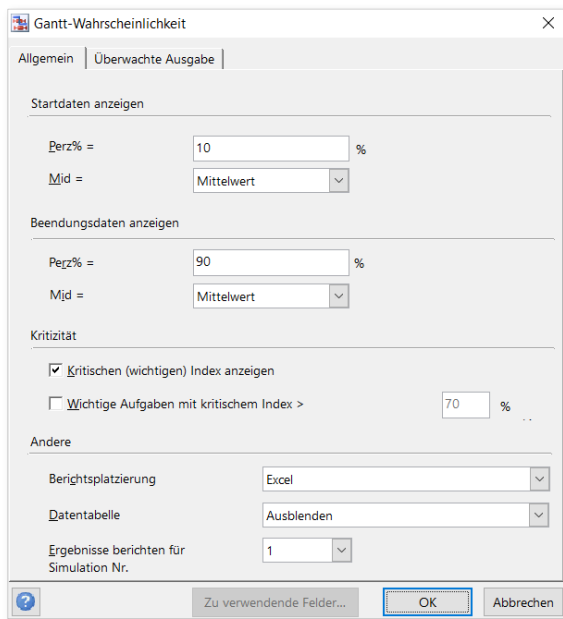 Gantt-Wahrscheinlichkeit
Allgemein Überwachte Ausgabe
Startdaten anzeigen
Perz% = 10 %
Mid = Mittelwert
Beendungsdaten anzeigen
Perz% = 90 %
Mid = Mittelwert
Kritizität
Kritischen (wichtigen) Index anzeigen
Wichtige Aufgaben mit kritischem Index > 70 %
Andere
Berichtsplatzierung Excel
Datentabelle Ausblenden
Ergebnisse berichten für 1
Simulation Nr.
? Zu verwendende Felder... OK Abbrechen